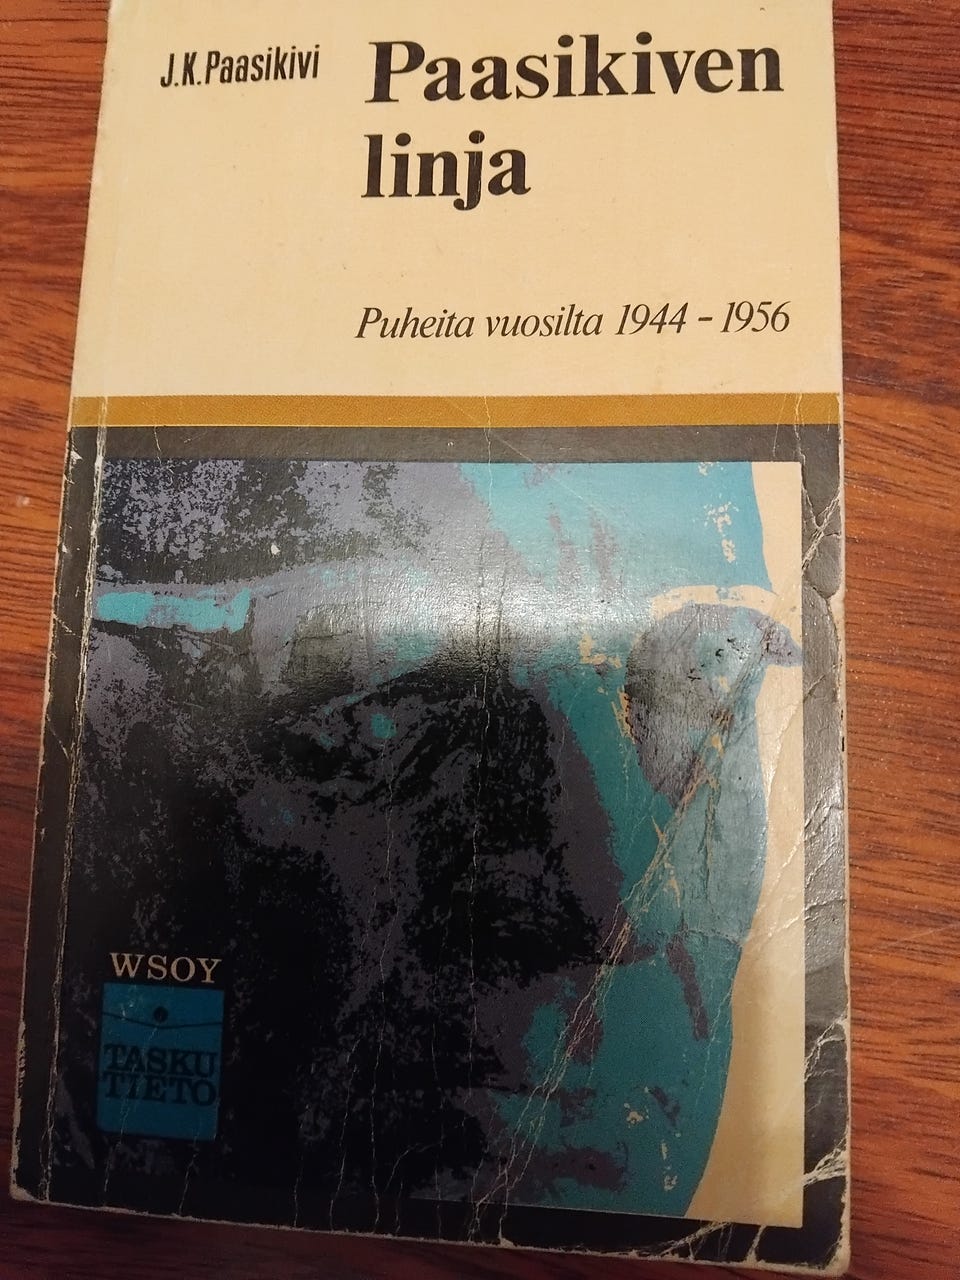 J.K.Paasikivi
Paasikiven
linja
Puheita vuosilta 1944-1956
WSOY
TASKU
TIETO